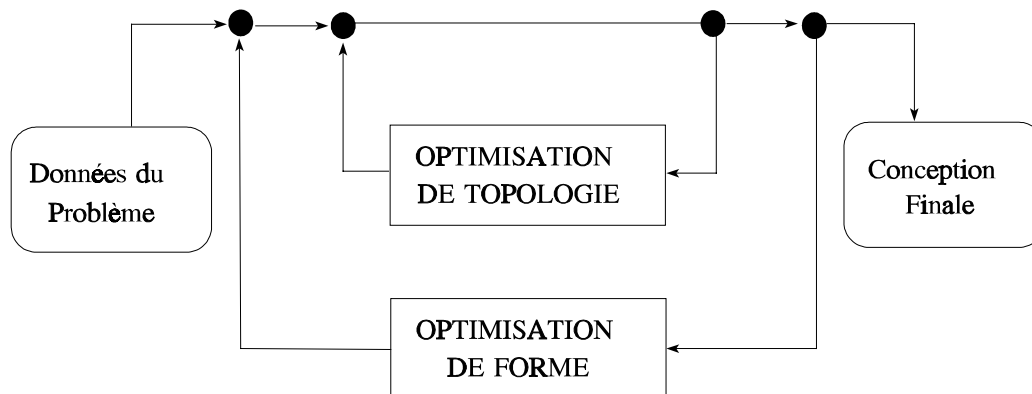 Données du
Problème
OPTIMISATION
DE TOPOLOGIE
Conception
Finale
OPTIMISATION
DE FORME